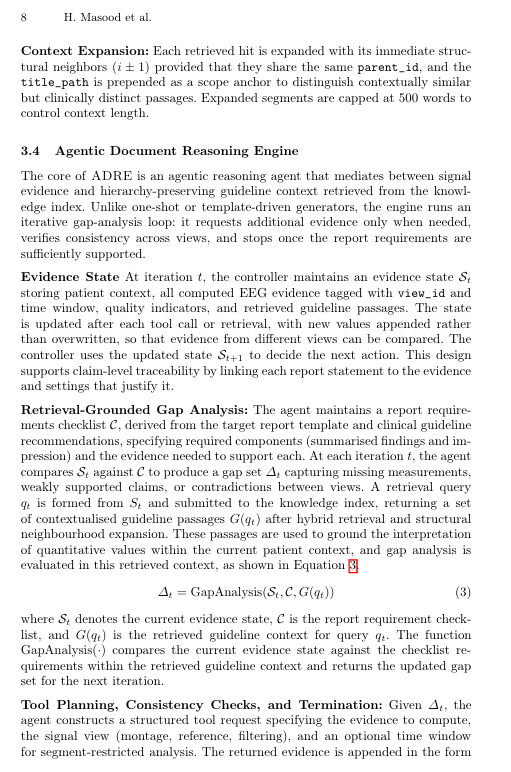 8 H. Masood et al.
Context Expansion: Each retrieved hit is expanded with its immediate struc-
tural neighbors (i ± 1) provided that they share the same parent_id, and the
title_path is prepended as a scope anchor to distinguish contextually similar
but clinically distinct passages. Expanded segments are capped at 500 words to
control context length.
3.4 Agentic Document Reasoning Engine
The core of ADRE is an agentic reasoning agent that mediates between signal
evidence and hierarchy-preserving guideline context retrieved from the knowl-
edge index. Unlike one-shot or template-driven generators, the engine runs an
iterative gap-analysis loop: it requests additional evidence only when needed,
verifies consistency across views, and stops once the report requirements are
sufficiently supported.
Evidence State At iteration t, the controller maintains an evidence state 𝒮t
storing patient context, all computed EEG evidence tagged with view_id and
time window, quality indicators, and retrieved guideline passages. The state
is updated after each tool call or retrieval, with new values appended rather
than overwritten, so that evidence from different views can be compared. The
controller uses the updated state 𝒮t+1 to decide the next action. This design
supports claim-level traceability by linking each report statement to the evidence
and settings that justify it.
Retrieval-Grounded Gap Analysis: The agent maintains a report require-
ments checklist 𝒞, derived from the target report template and clinical guideline
recommendations, specifying required components (summarised findings and im-
pression) and the evidence needed to support each. At each iteration t, the agent
compares 𝒮t against 𝒞 to produce a gap set Δt capturing missing measurements,
weakly supported claims, or contradictions between views. A retrieval query
qt is formed from St and submitted to the knowledge index, returning a set
of contextualised guideline passages G(qt) after hybrid retrieval and structural
neighbourhood expansion. These passages are used to ground the interpretation
of quantitative values within the current patient context, and gap analysis is
evaluated in this retrieved context, as shown in Equation 3.
Δt = GapAnalysis(𝒮t, 𝒞, G(qt)) (3)
where 𝒮t denotes the current evidence state, 𝒞 is the report requirement check-
list, and G(qt) is the retrieved guideline context for query qt. The function
GapAnalysis(·) compares the current evidence state against the checklist re-
quirements within the retrieved guideline context and returns the updated gap
set for the next iteration.
Tool Planning, Consistency Checks, and Termination: Given Δt, the
agent constructs a structured tool request specifying the evidence to compute,
the signal view (montage, reference, filtering), and an optional time window
for segment-restricted analysis. The returned evidence is appended in the form